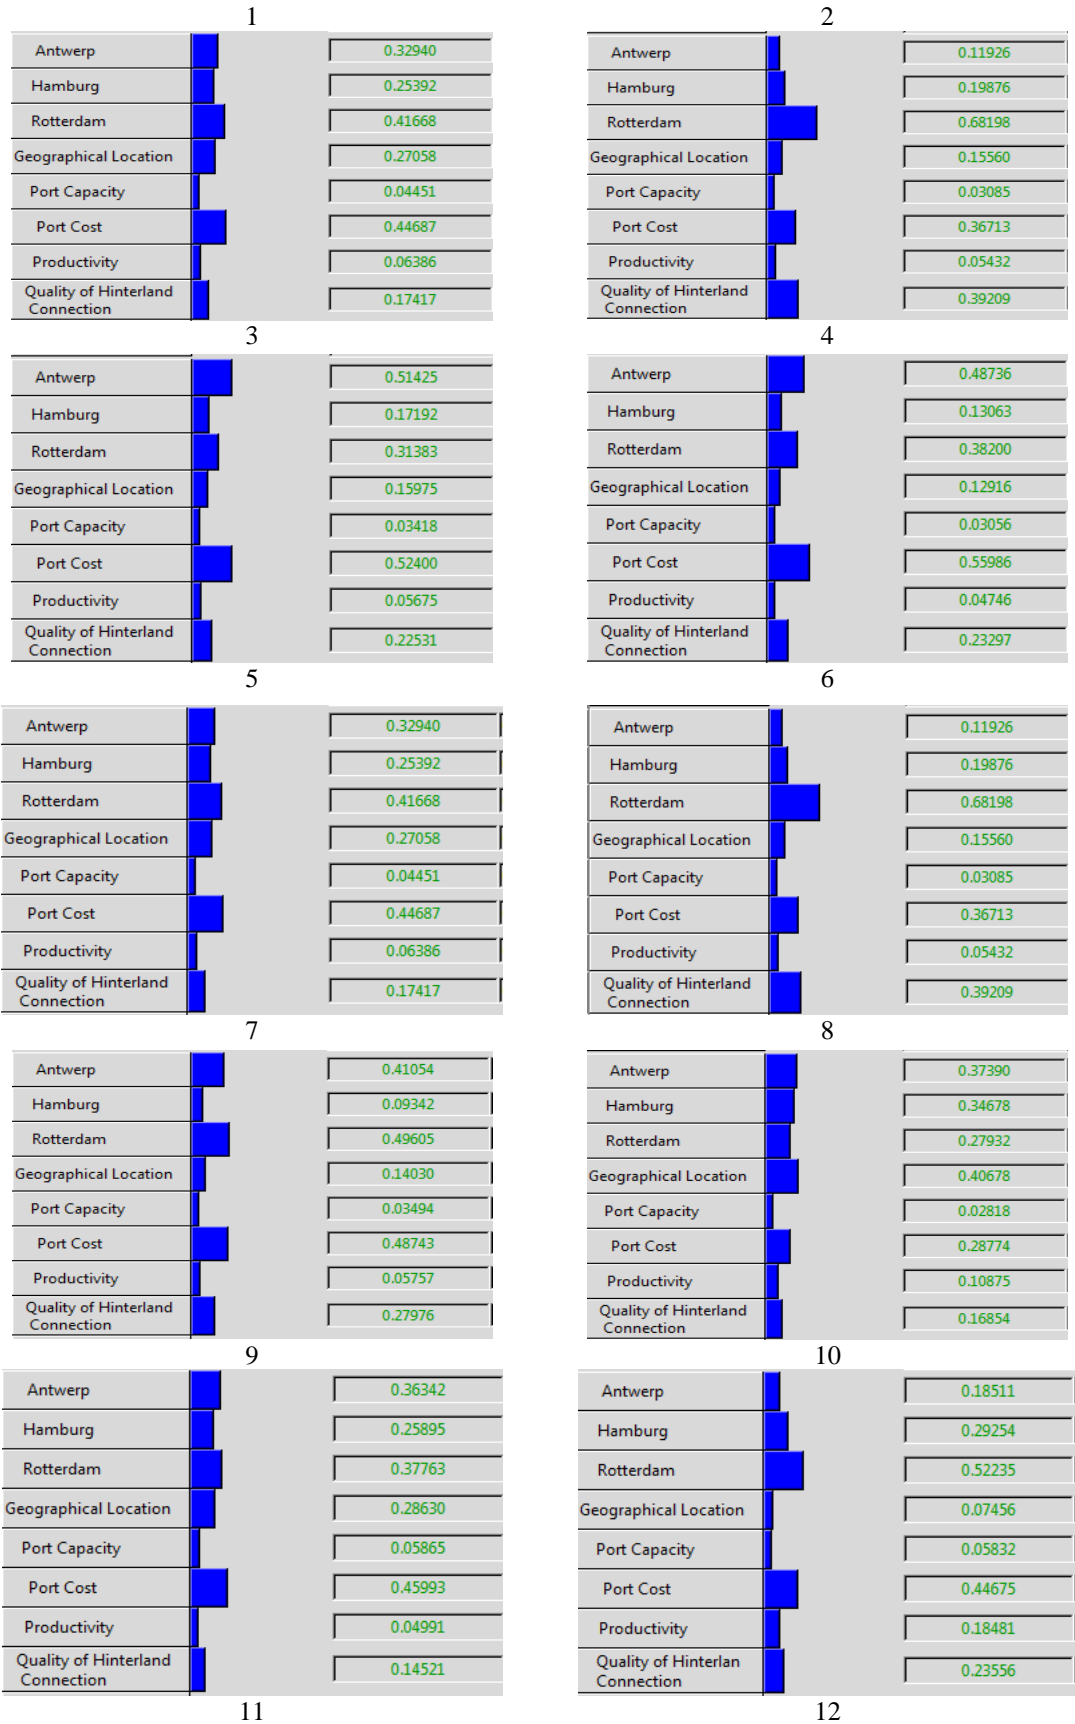 1
Antwerp 0.32940
Hamburg 0.25392
Rotterdam 0.41668
Geographical Location 0.27058
Port Capacity 0.04451
Port Cost 0.44687
Productivity 0.06386
Quality of Hinterland
Connection 0.17417
2
Antwerp 0.11926
Hamburg 0.19876
Rotterdam 0.68198
Geographical Location 0.15560
Port Capacity 0.03085
Port Cost 0.36713
Productivity 0.05432
Quality of Hinterland
Connection 0.39209
3
Antwerp 0.51425
Hamburg 0.17192
Rotterdam 0.31383
Geographical Location 0.15975
Port Capacity 0.03418
Port Cost 0.52400
Productivity 0.05675
Quality of Hinterland
Connection 0.22531
4
Antwerp 0.48736
Hamburg 0.13063
Rotterdam 0.38200
Geographical Location 0.12916
Port Capacity 0.03056
Port Cost 0.55986
Productivity 0.04746
Quality of Hinterland
Connection 0.23297
5
Antwerp 0.32940
Hamburg 0.25392
Rotterdam 0.41668
Geographical Location 0.27058
Port Capacity 0.04451
Port Cost 0.44687
Productivity 0.06386
Quality of Hinterland
Connection 0.17417
6
Antwerp 0.11926
Hamburg 0.19876
Rotterdam 0.68198
Geographical Location 0.15560
Port Capacity 0.03085
Port Cost 0.36713
Productivity 0.05432
Quality of Hinterland
Connection 0.39209
7
Antwerp 0.41054
Hamburg 0.09342
Rotterdam 0.49605
Geographical Location 0.14030
Port Capacity 0.03494
Port Cost 0.48743
Productivity 0.05757
Quality of Hinterland
Connection 0.27976
8
Antwerp 0.37390
Hamburg 0.34678
Rotterdam 0.27932
Geographical Location 0.40678
Port Capacity 0.02818
Port Cost 0.28774
Productivity 0.10875
Quality of Hinterland
Connection 0.16854
9
Antwerp 0.36342
Hamburg 0.25895
Rotterdam 0.37763
Geographical Location 0.28630
Port Capacity 0.05865
Port Cost 0.45993
Productivity 0.04991
Quality of Hinterland
Connection 0.14521
10
Antwerp 0.18511
Hamburg 0.29254
Rotterdam 0.52235
Geographical Location 0.07456
Port Capacity 0.05832
Port Cost 0.44675
Productivity 0.18481
Quality of Hinterlan
Connection 0.23556
11
12